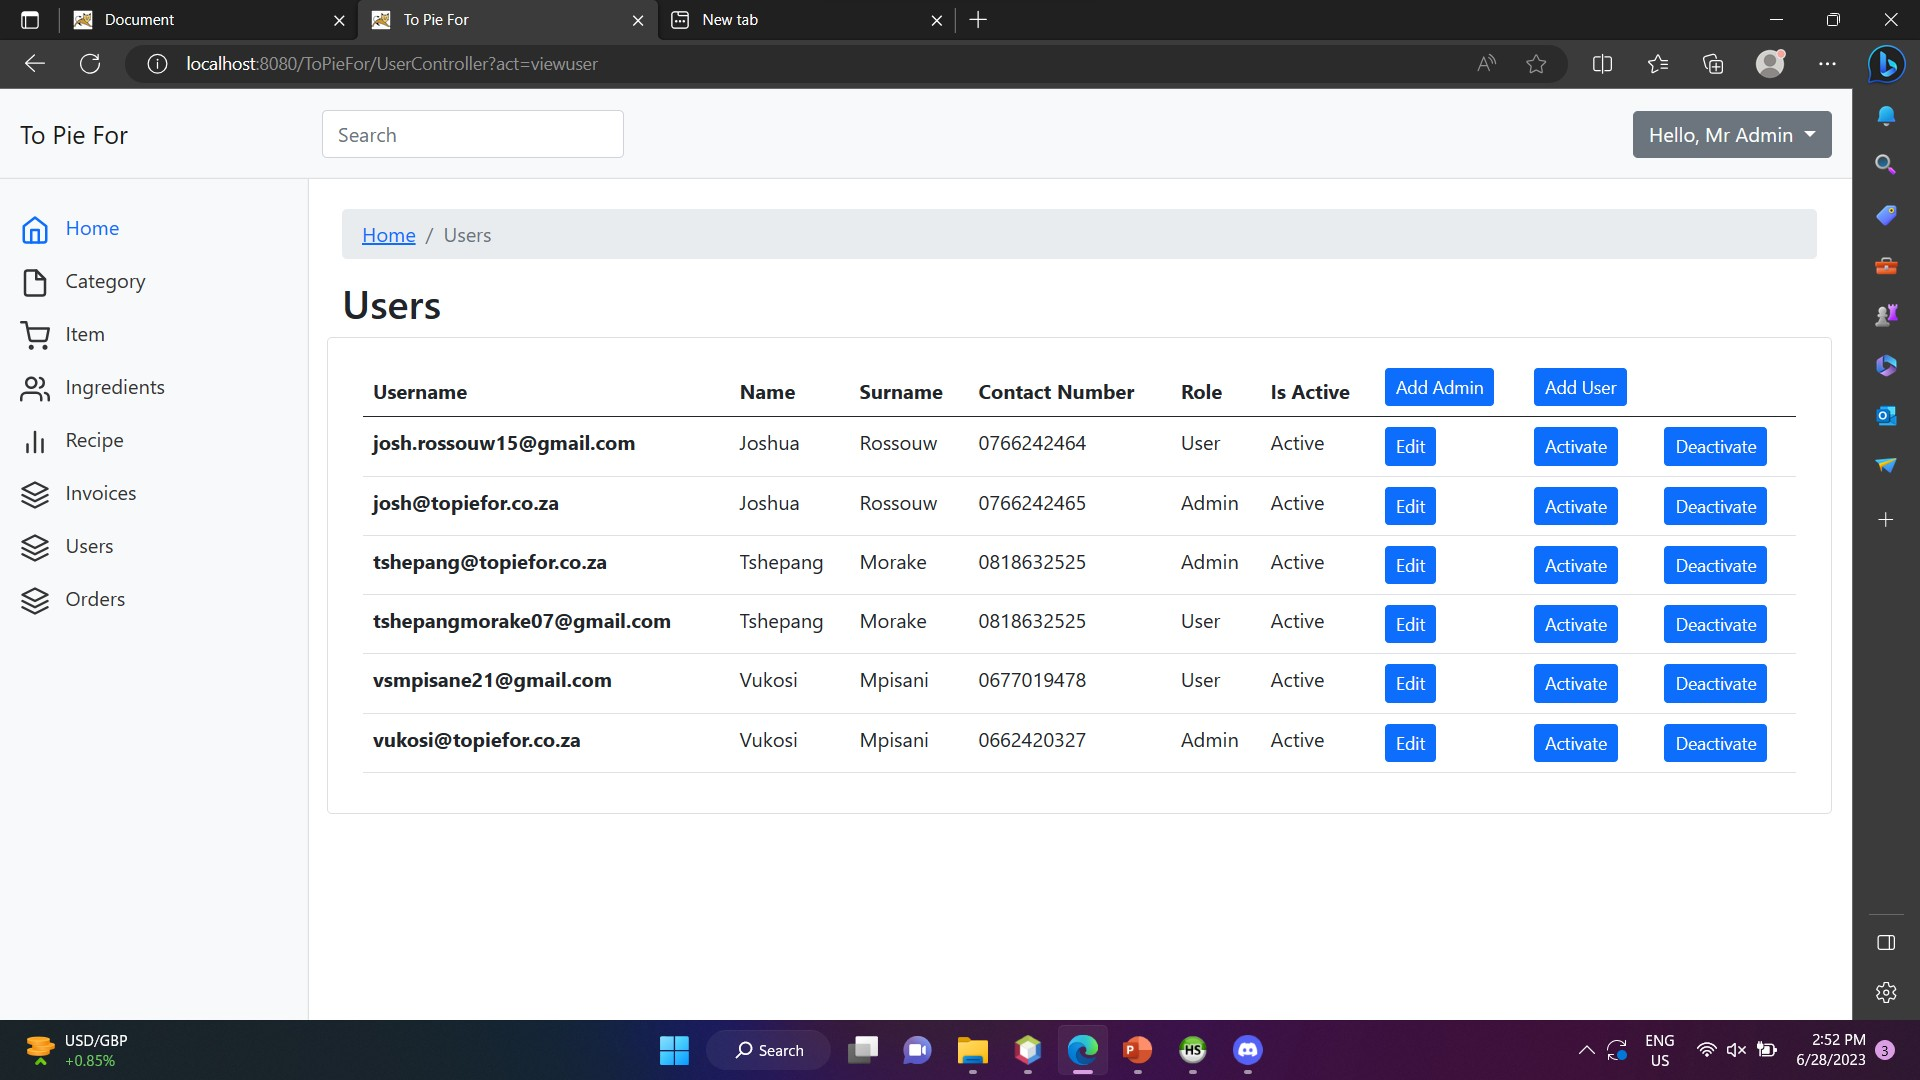 Document
To Pie For
New tab
localhost:8080/ToPieFor/UserController?act=viewuser
To Pie For
Search
Hello, Mr Admin
Home
Category
Item
Ingredients
Recipe
Invoices
Users
Orders
Home / Users
Users
Username Name Surname Contact Number Role Is Active Add Admin Add User
josh.rossouw15@gmail.com Joshua Rossouw 0766242464 User Active Edit Activate Deactivate
josh@topiefor.co.za Joshua Rossouw 0766242465 Admin Active Edit Activate Deactivate
tshepang@topiefor.co.za Tshepang Morake 0818632525 Admin Active Edit Activate Deactivate
tshepangmorake07@gmail.com Tshepang Morake 0818632525 User Active Edit Activate Deactivate
vsmpisane21@gmail.com Vukosi Mpisani 0677019478 User Active Edit Activate Deactivate
vukosi@topiefor.co.za Vukosi Mpisani 0662420327 Admin Active Edit Activate Deactivate
USD/GBP
+0.85%
Search
HS
ENG
US
2:52 PM
6/28/2023
3